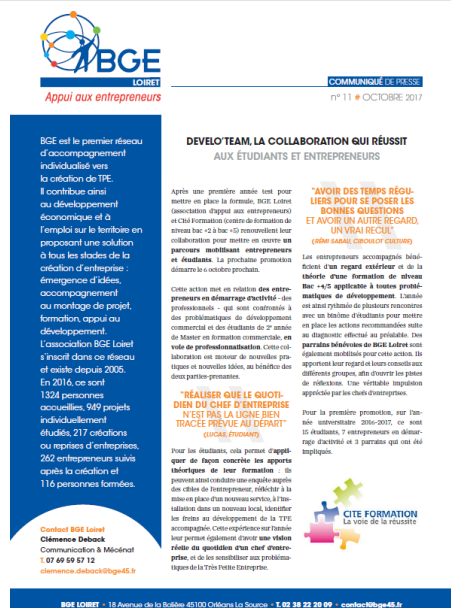 BGE
LOIRET
Appui aux entrepreneurs
COMMUNIQUÉ DE PRESSE
n° 11 # OCTOBRE 2017
BGE est le premier réseau
d'accompagnement
individualisé vers
la création de TPE.
Il contribue ainsi
au développement
économique et à
l'emploi sur le territoire en
proposant une solution
à tous les stades de la
création d'entreprise :
émergence d'idées,
accompagnement
au montage de projet,
formation, appui au
développement.
L'association BGE Loiret
s'inscrit dans ce réseau
et existe depuis 2005.
En 2016, ce sont
1324 personnes
accueillies, 949 projets
individuellement
étudiés, 217 créations
ou reprises d'entreprises,
262 entrepreneurs suivis
après la création et
116 personnes formées.
Contact BGE Loiret
Clémence Deback
Communication & Mécénat
T. 07 69 59 57 12
clemence.deback@bge45.fr
DEVELO'TEAM, LA COLLABORATION QUI RÉUSSIT
AUX ÉTUDIANTS ET ENTREPRENEURS
Après une première année test pour
mettre en place la formule, BGE Loiret
(association d'appui aux entrepreneurs)
et Cité Formation (centre de formation de
niveau bac +2 à bac +5) renouvellent leur
collaboration pour mettre en œuvre un
parcours mobilisant entrepreneurs
et étudiants. La prochaine promotion
démarre le 6 octobre prochain.
Cette action met en relation des entre-
preneurs en démarrage d'activité - des
professionnels - qui sont confrontés à
des problématiques de développement
commercial et des étudiants de 2e année
de Master en formation commerciale, en
voie de professionnalisation. Cette col-
laboration est moteur de nouvelles pra-
tiques et nouvelles idées, au bénéfice des
deux parties-prenantes.
"RÉALISER QUE LE QUOTI-
DIEN DU CHEF D'ENTREPRISE
N'EST PAS LA LIGNE BIEN
TRACÉE PRÉVUE AU DÉPART"
(LUCAS, ÉTUDIANT)
Pour les étudiants, cela permet d'appli-
quer de façon concrète les apports
théoriques de leur formation : ils
peuvent ainsi conduire une enquête auprès
des cibles de l'entrepreneur, réfléchir à la
mise en place d'un nouveau service, à l'ins-
tallation dans un nouveau local, identifier
les freins au développement de la TPE
accompagnée. Cette expérience sur l'année
leur permet également d'avoir une vision
réelle du quotidien d'un chef d'entre-
prise, et de les sensibiliser aux probléma-
tiques de la Très Petite Entreprise.
"AVOIR DES TEMPS RÉGU-
LIERS POUR SE POSER LES
BONNES QUESTIONS
ET AVOIR UN AUTRE REGARD,
UN VRAI RECUL"
(RÉMI SABAU, CIBOULOT CULTURE)
Les entrepreneurs accompagnés béné-
ficient d'un regard extérieur et de la
théorie d'une formation de niveau
Bac +4/5 applicable à toutes problé-
matiques de développement. L'année
est ainsi rythmée de plusieurs rencontres
avec un binôme d'étudiants pour mettre
en place les actions recommandées suite
au diagnostic effectué au préalable. Des
parrains bénévoles de BGE Loiret sont
également mobilisés pour cette action. Ils
apportent leur regard et leurs conseils aux
différents groupes, afin d'ouvrir les pistes
de réflexions. Une véritable impulsion
appréciée par les chefs d'entreprises.
Pour la première promotion, sur l'an-
née universitaire 2016-2017, ce sont
15 étudiants, 7 entrepreneurs en démar-
rage d'activité et 3 parrains qui ont été
impliqués.
CITE FORMATION
La voie de la réussite
BGE LOIRET • 18 Avenue de la Bolière 45100 Orléans La Source • T. 02 38 22 20 09 • contact@bge45.fr